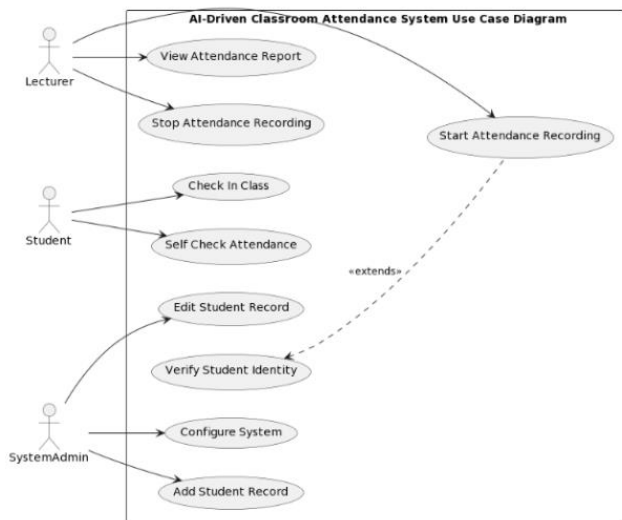 AI-Driven Classroom Attendance System Use Case Diagram
View Attendance Report
Lecturer
Stop Attendance Recording
Start Attendance Recording
Check In Class
Student
Self Check Attendance
«extends»
Edit Student Record
Verify Student Identity
Configure System
SystemAdmin
Add Student Record